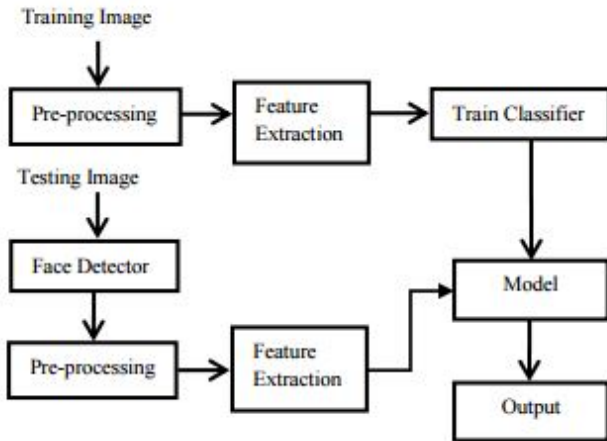 Training Image
Pre-processing
Feature
Extraction
Train Classifier
Testing Image
Face Detector
Pre-processing
Feature
Extraction
Model
Output